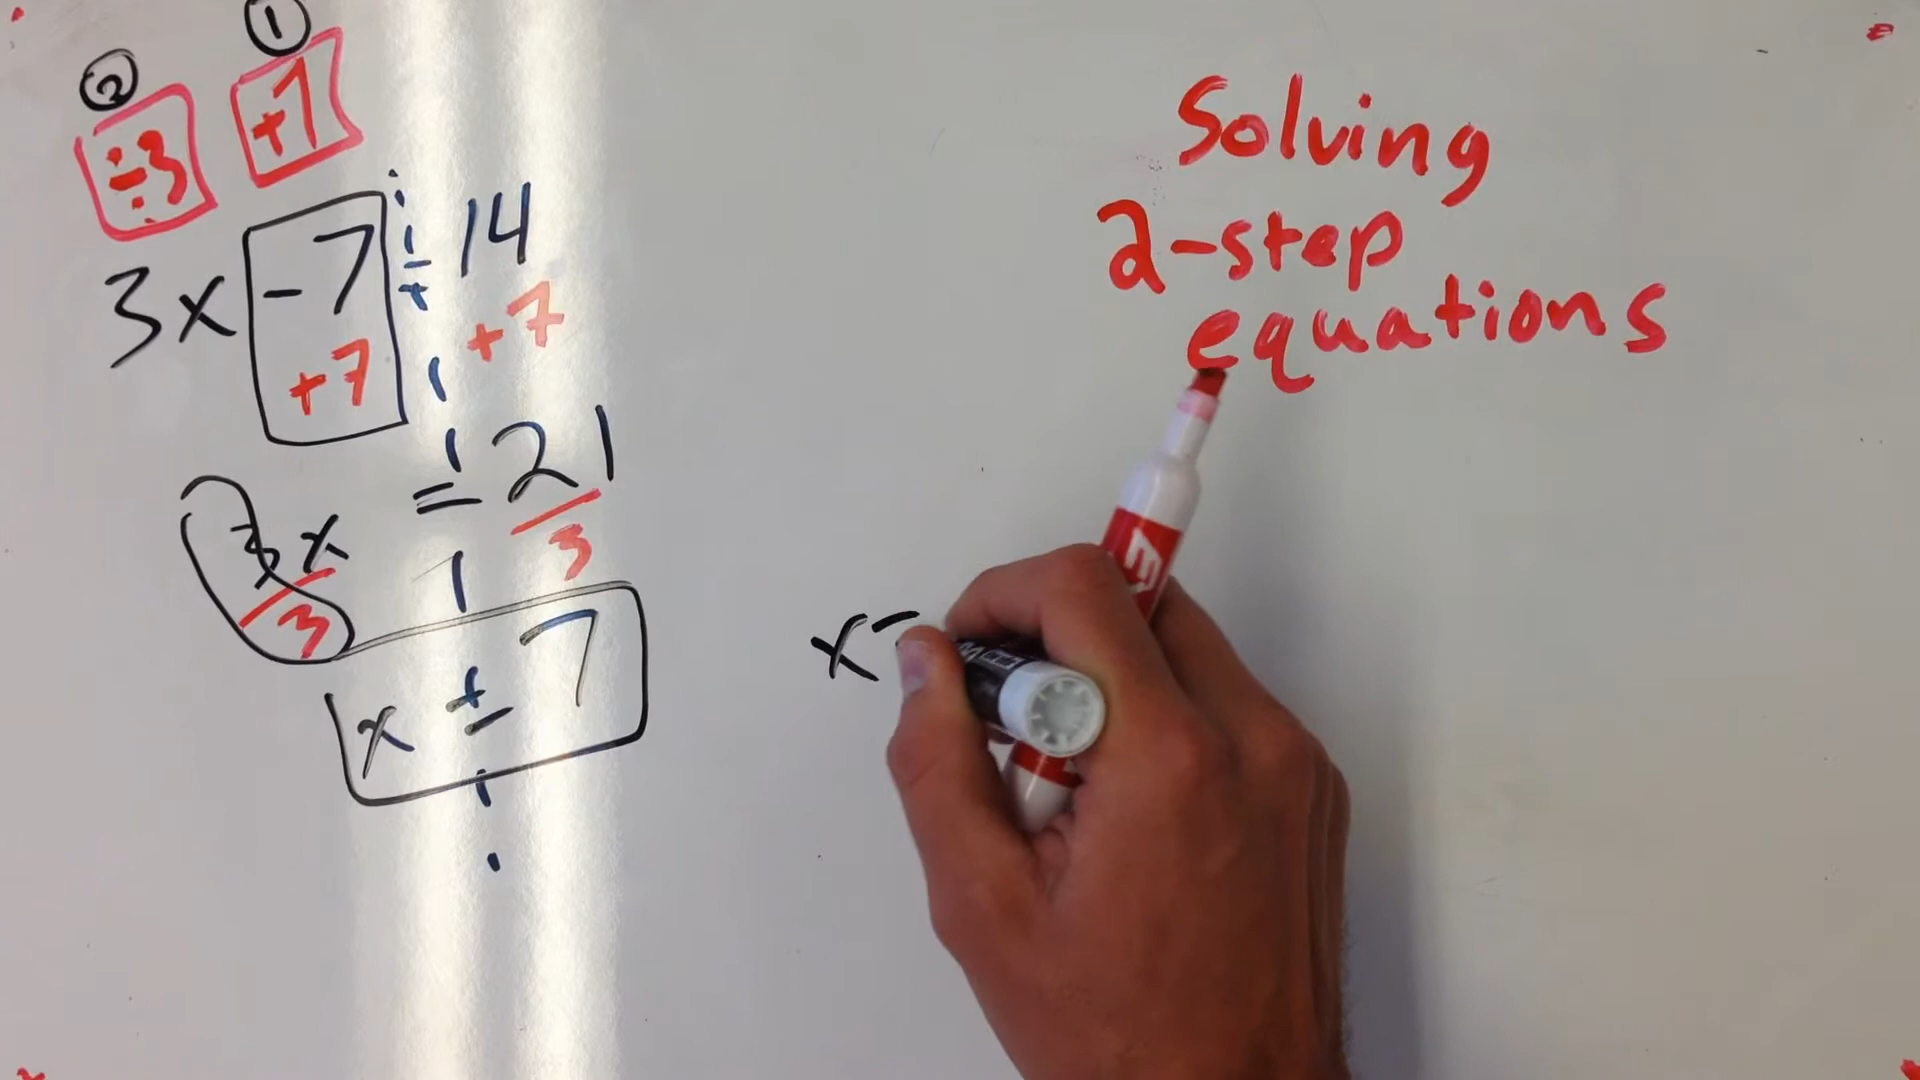 ② ①
÷3 +7
3x -7 = 14
+7 +7
3x = 21
3 3
x = 7
Solving
2-step
equations
x=